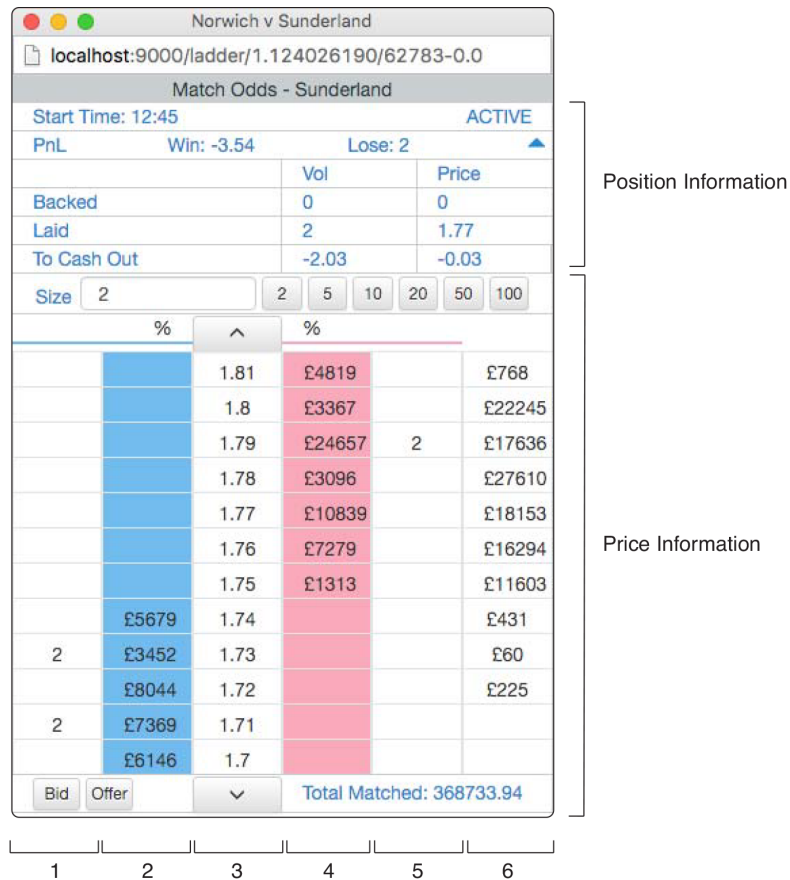 Norwich v Sunderland
localhost:9000/ladder/1.124026190/62783-0.0
Match Odds - Sunderland
Start Time: 12:45 ACTIVE
PnL Win: -3.54 Lose: 2
Vol Price
Backed 0 0
Laid 2 1.77
To Cash Out -2.03 -0.03
Position Information
Size 2 2 5 10 20 50 100
% %
1.81 £4819 £768
1.8 £3367 £22245
1.79 £24657 2 £17636
1.78 £3096 £27610
1.77 £10839 £18153
1.76 £7279 £16294
Price Information
1.75 £1313 £11603
£5679 1.74 £431
2 £3452 1.73 £60
£8044 1.72 £225
2 £7369 1.71
£6146 1.7
Bid Offer Total Matched: 368733.94
1 2 3 4 5 6